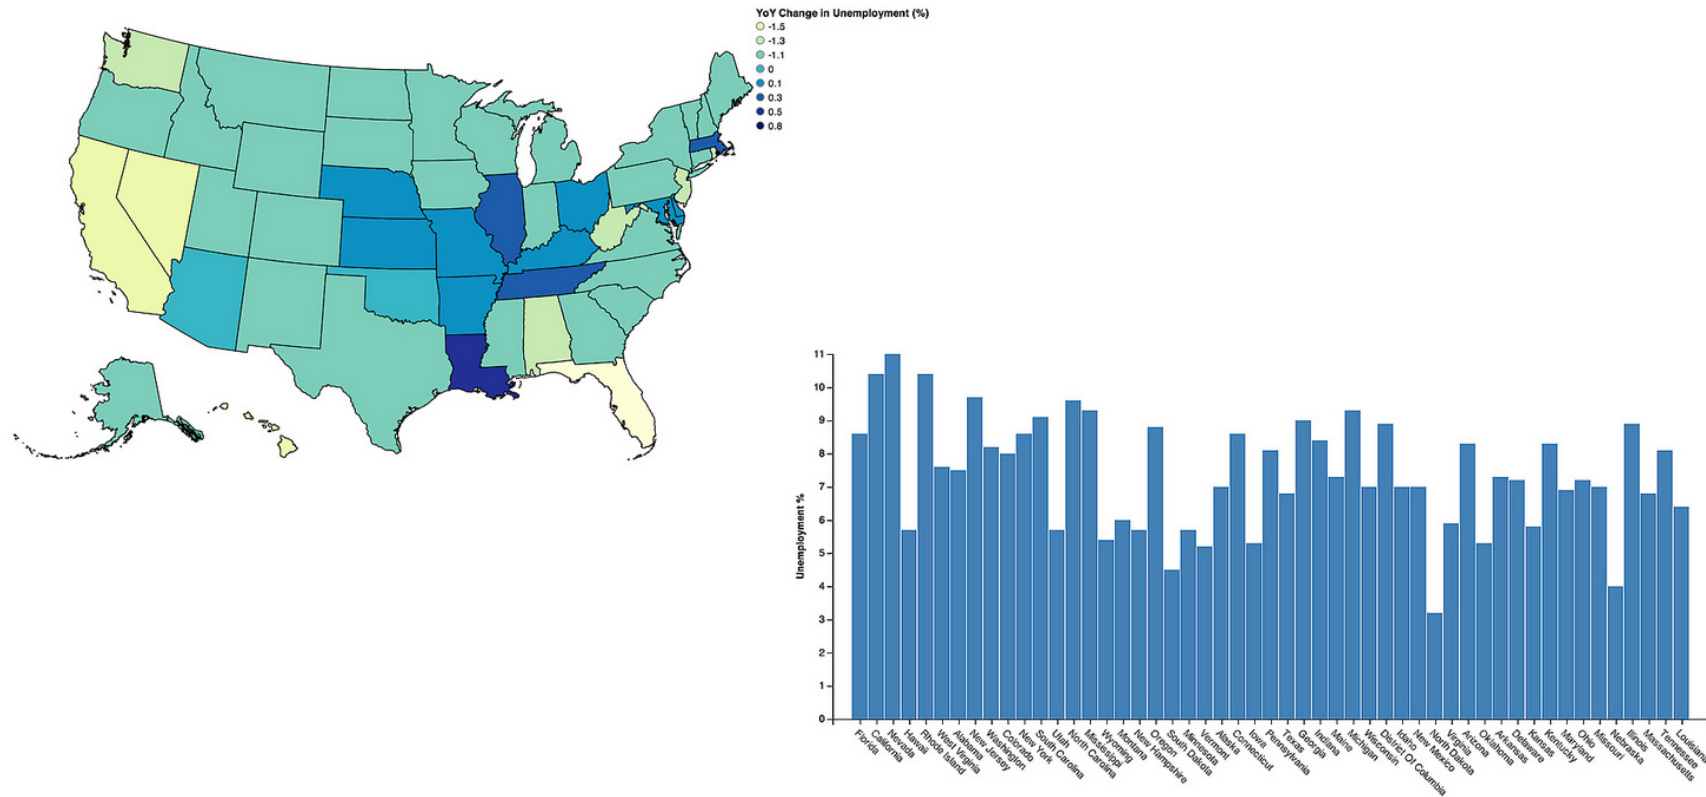 YoY Change in Unemployment (%)
-1.5
-1.3
-1.1
0
0.1
0.3
0.5
0.8
11
10
9
8
7
6
5
4
3
2
1
0
Unemployment %
Florida
California
Nevada
Hawaii
Rhode Island
West Virginia
Alabama
New Jersey
Washington
Colorado
New York
South Carolina
Utah
North Carolina
Mississippi
Wyoming
Montana
New Hampshire
Oregon
South Dakota
Minnesota
Vermont
Alaska
Connecticut
Iowa
Pennsylvania
Texas
Georgia
Indiana
Maine
Michigan
Wisconsin
District Of Columbia
Idaho
New Mexico
North Dakota
Virginia
Arizona
Oklahoma
Arkansas
Delaware
Kansas
Kentucky
Maryland
Ohio
Missouri
Nebraska
Illinois
Massachusetts
Tennessee